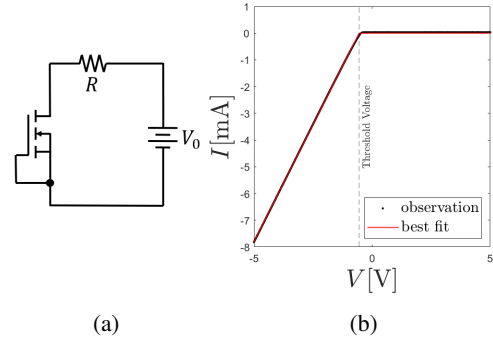 R
V₀
(a)
1
0
-1
-2
-3
-4
-5
-6
-7
-8
I[mA]
Threshold Voltage
observation
best fit
-5
0
5
V[V]
(b)